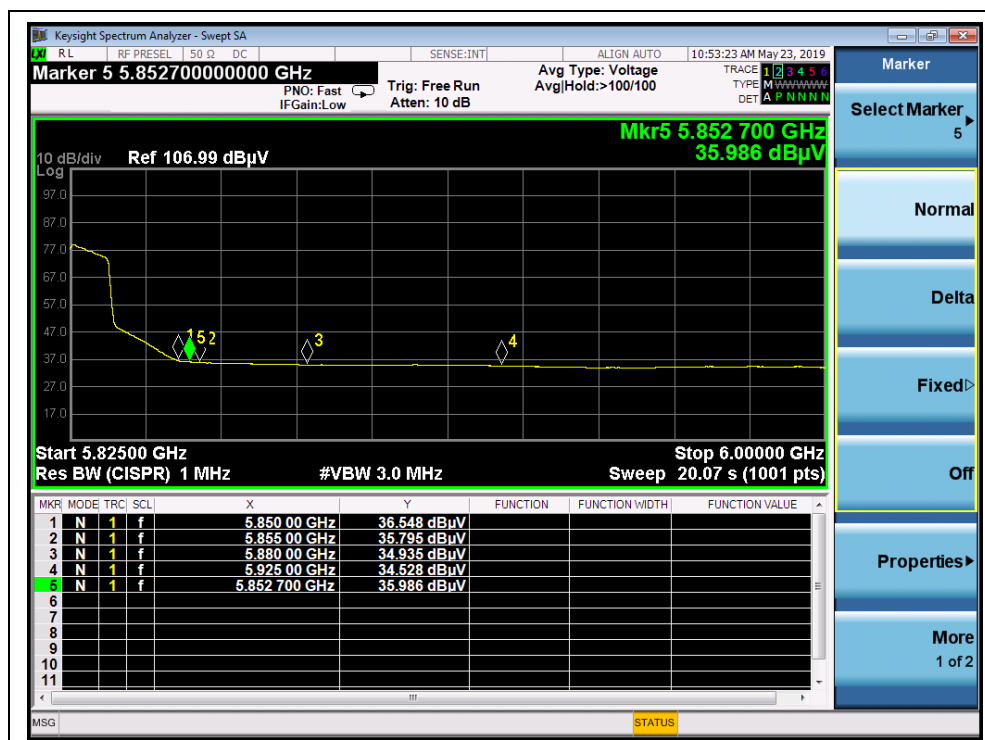 Keysight Spectrum Analyzer - Swept SA
LXI RL RF PRESEL 50 Ω DC SENSE:INT ALIGN AUTO 10:53:23 AM May 23, 2019
Marker 5 5.852700000000 GHz
PNO: Fast
IFGain:Low
Trig: Free Run
Atten: 10 dB
Avg Type: Voltage
Avg|Hold:>100/100
TRACE 1 2 3 4 5 6
TYPE M WWWWW
DET A P N N N N
Mkr5 5.852 700 GHz
35.986 dBµV
10 dB/div Ref 106.99 dBµV
Log
97.0
87.0
77.0
67.0
57.0
47.0
37.0
27.0
17.0
1 5 2
3
4
Start 5.82500 GHz Stop 6.00000 GHz
Res BW (CISPR) 1 MHz #VBW 3.0 MHz Sweep 20.07 s (1001 pts)
MKR MODE TRC SCL X Y FUNCTION FUNCTION WIDTH FUNCTION VALUE
1 N 1 f 5.850 00 GHz 36.548 dBµV
2 N 1 f 5.855 00 GHz 35.795 dBµV
3 N 1 f 5.880 00 GHz 34.935 dBµV
4 N 1 f 5.925 00 GHz 34.528 dBµV
5 N 1 f 5.852 700 GHz 35.986 dBµV
6
7
8
9
10
11
MSG STATUS
Marker
Select Marker
5
Normal
Delta
Fixed
Off
Properties
More
1 of 2